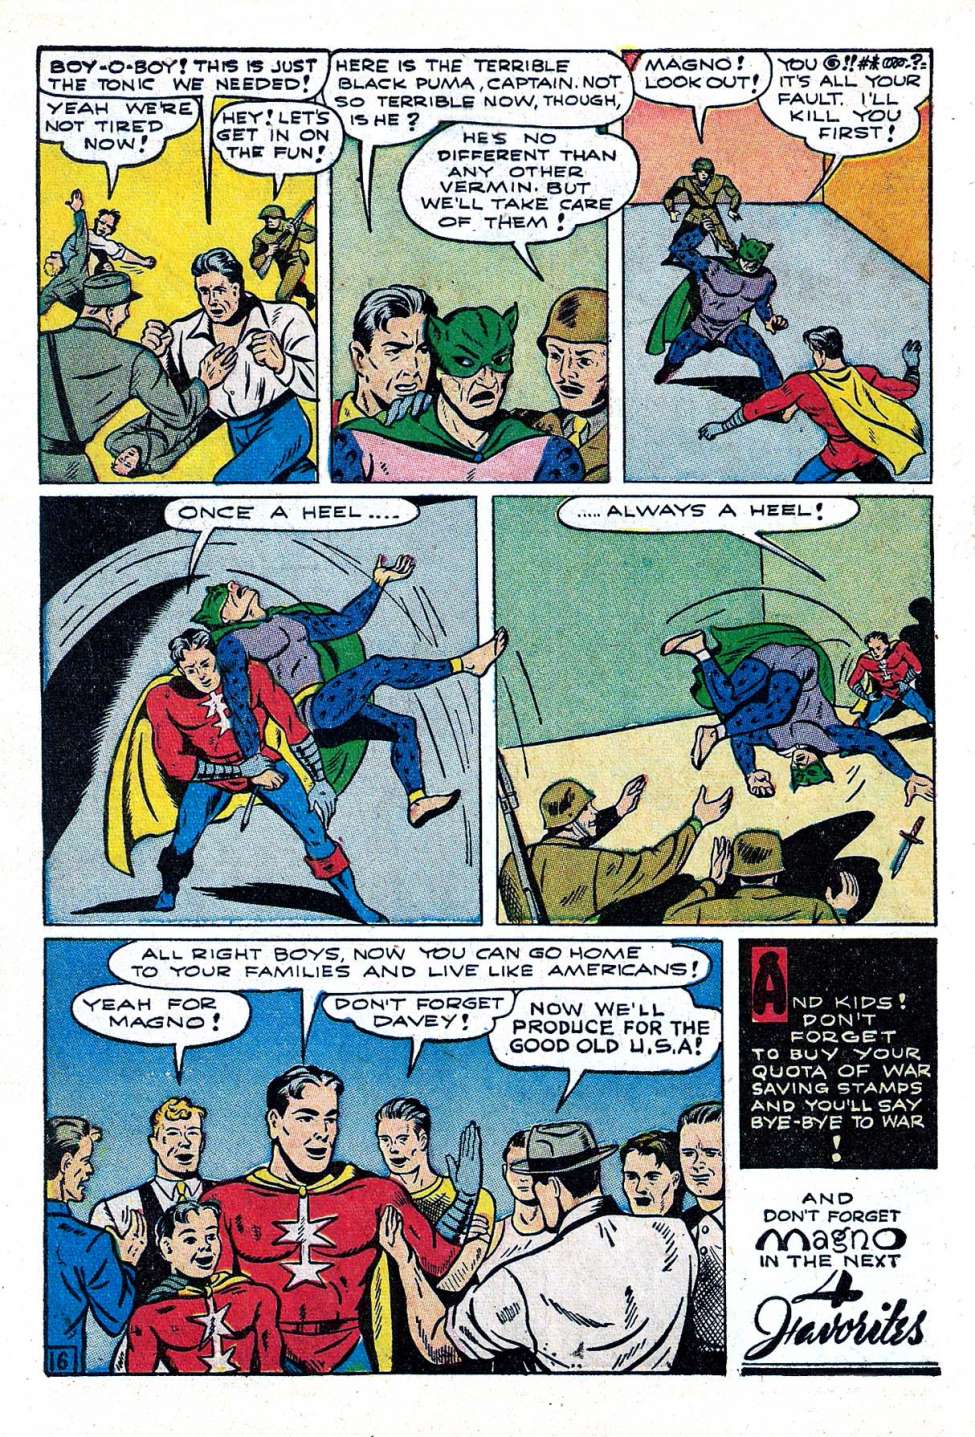 BOY-O-BOY! THIS IS JUST
THE TONIC WE NEEDED!
YEAH WE'RE
NOT TIRED
NOW!
HEY! LET'S
GET IN ON
THE FUN!
HERE IS THE TERRIBLE
BLACK PUMA, CAPTAIN. NOT
SO TERRIBLE NOW, THOUGH,
IS HE?
HE'S NO
DIFFERENT THAN
ANY OTHER
VERMIN. BUT
WE'LL TAKE CARE
OF THEM!
MAGNO!
LOOK OUT!
YOU @!!#* @@@-?-
IT'S ALL YOUR
FAULT. I'LL
KILL YOU
FIRST!
ONCE A HEEL....
.....ALWAYS A HEEL!
ALL RIGHT BOYS, NOW YOU CAN GO HOME
TO YOUR FAMILIES AND LIVE LIKE AMERICANS!
YEAH FOR
MAGNO!
DON'T FORGET
DAVEY!
NOW WE'LL
PRODUCE FOR THE
GOOD OLD U.S.A!
16
AND KIDS!
DON'T
FORGET
TO BUY YOUR
QUOTA OF WAR
SAVING STAMPS
AND YOU'LL SAY
BYE-BYE TO WAR
!
AND
DON'T FORGET
MAGNO
IN THE NEXT
4
Favorites